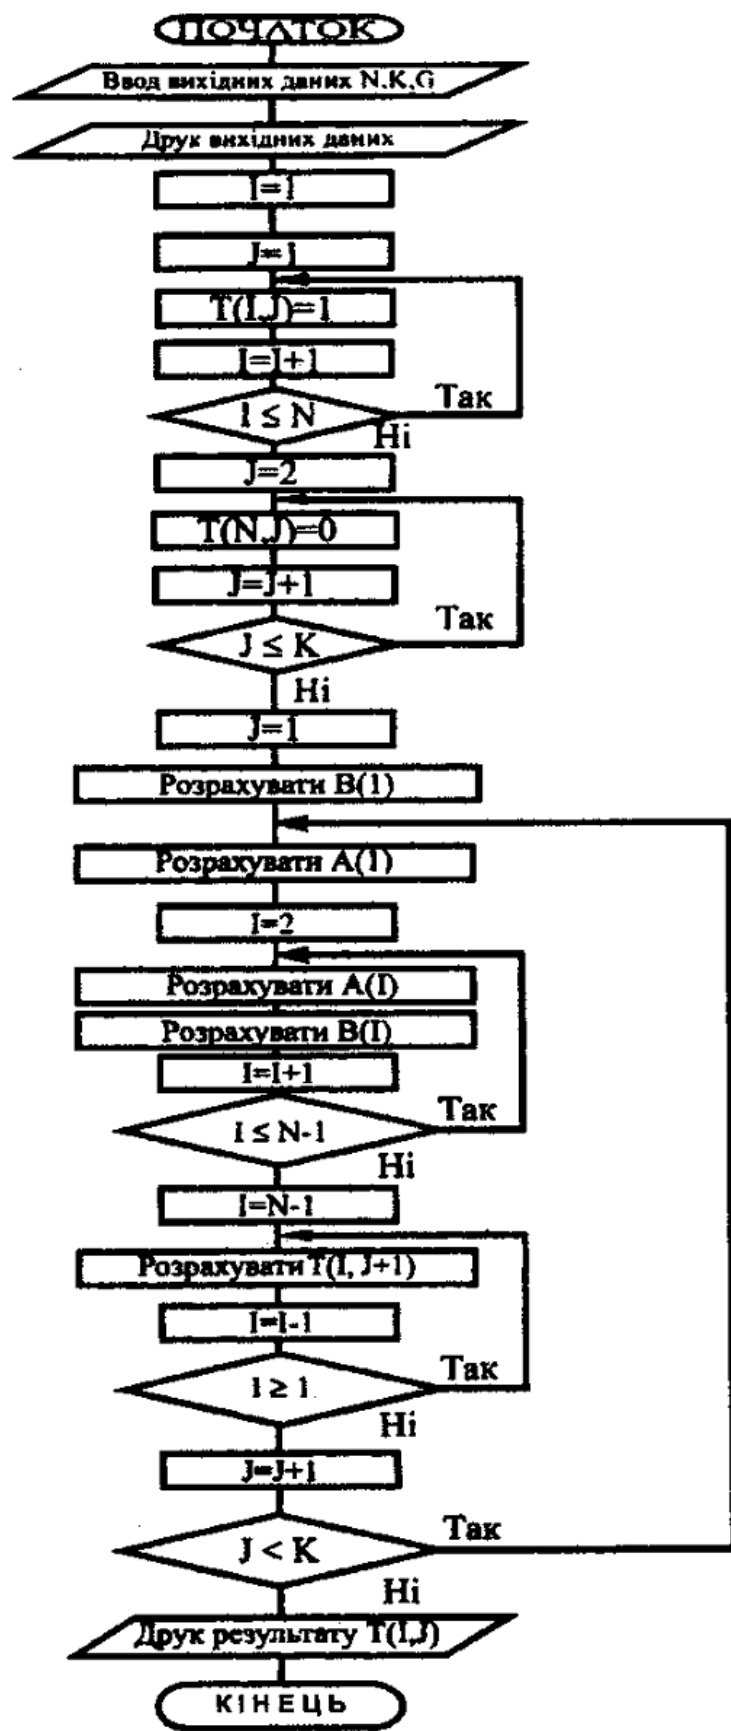 ПОЧАТОК
Ввод вихідних даних N,K,G
Друк вихідних даних
I=1
J=1
T(I,J)=1
I=I+1
I ≤ N
Так
Ні
J=2
T(N,J)=0
J=J+1
J ≤ K
Так
Ні
J=1
Розрахувати B(1)
Розрахувати A(1)
I=2
Розрахувати A(I)
Розрахувати B(I)
I=I+1
I ≤ N-1
Так
Ні
I=N-1
Розрахувати T(I, J+1)
I=I-1
I ≥ 1
Так
Ні
J=J+1
J < K
Так
Ні
Друк результату T(I,J)
КІНЕЦЬ